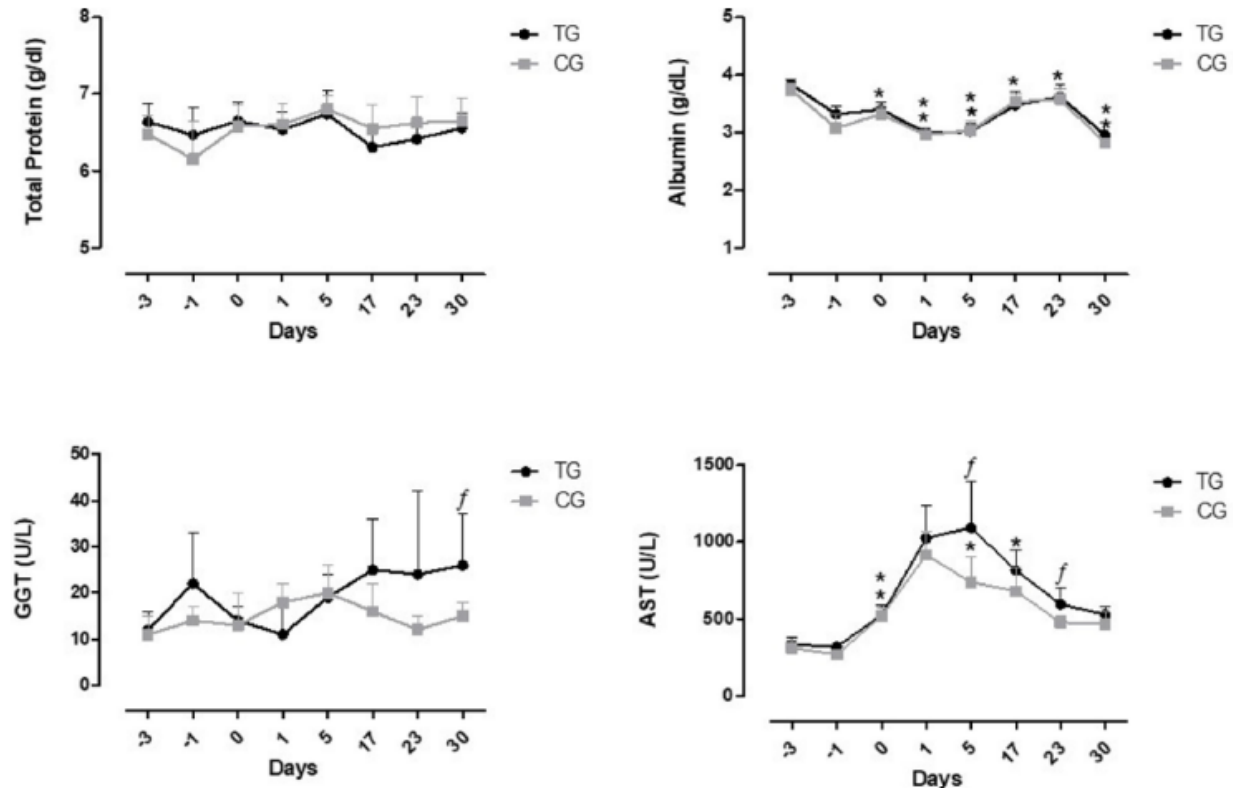 8
7
6
5
Total Protein (g/dl)
TG
CG
-3 -1 0 1 5 17 23 30
Days
5
4
3
2
1
Albumin (g/dL)
TG
CG
* * * * * * * * *
-3 -1 0 1 5 17 23 30
Days
50
40
30
20
10
0
GGT (U/L)
TG
CG
ƒ
-3 -1 0 1 5 17 23 30
Days
1500
1000
500
0
AST (U/L)
TG
CG
* * ƒ * * ƒ
-3 -1 0 1 5 17 23 30
Days